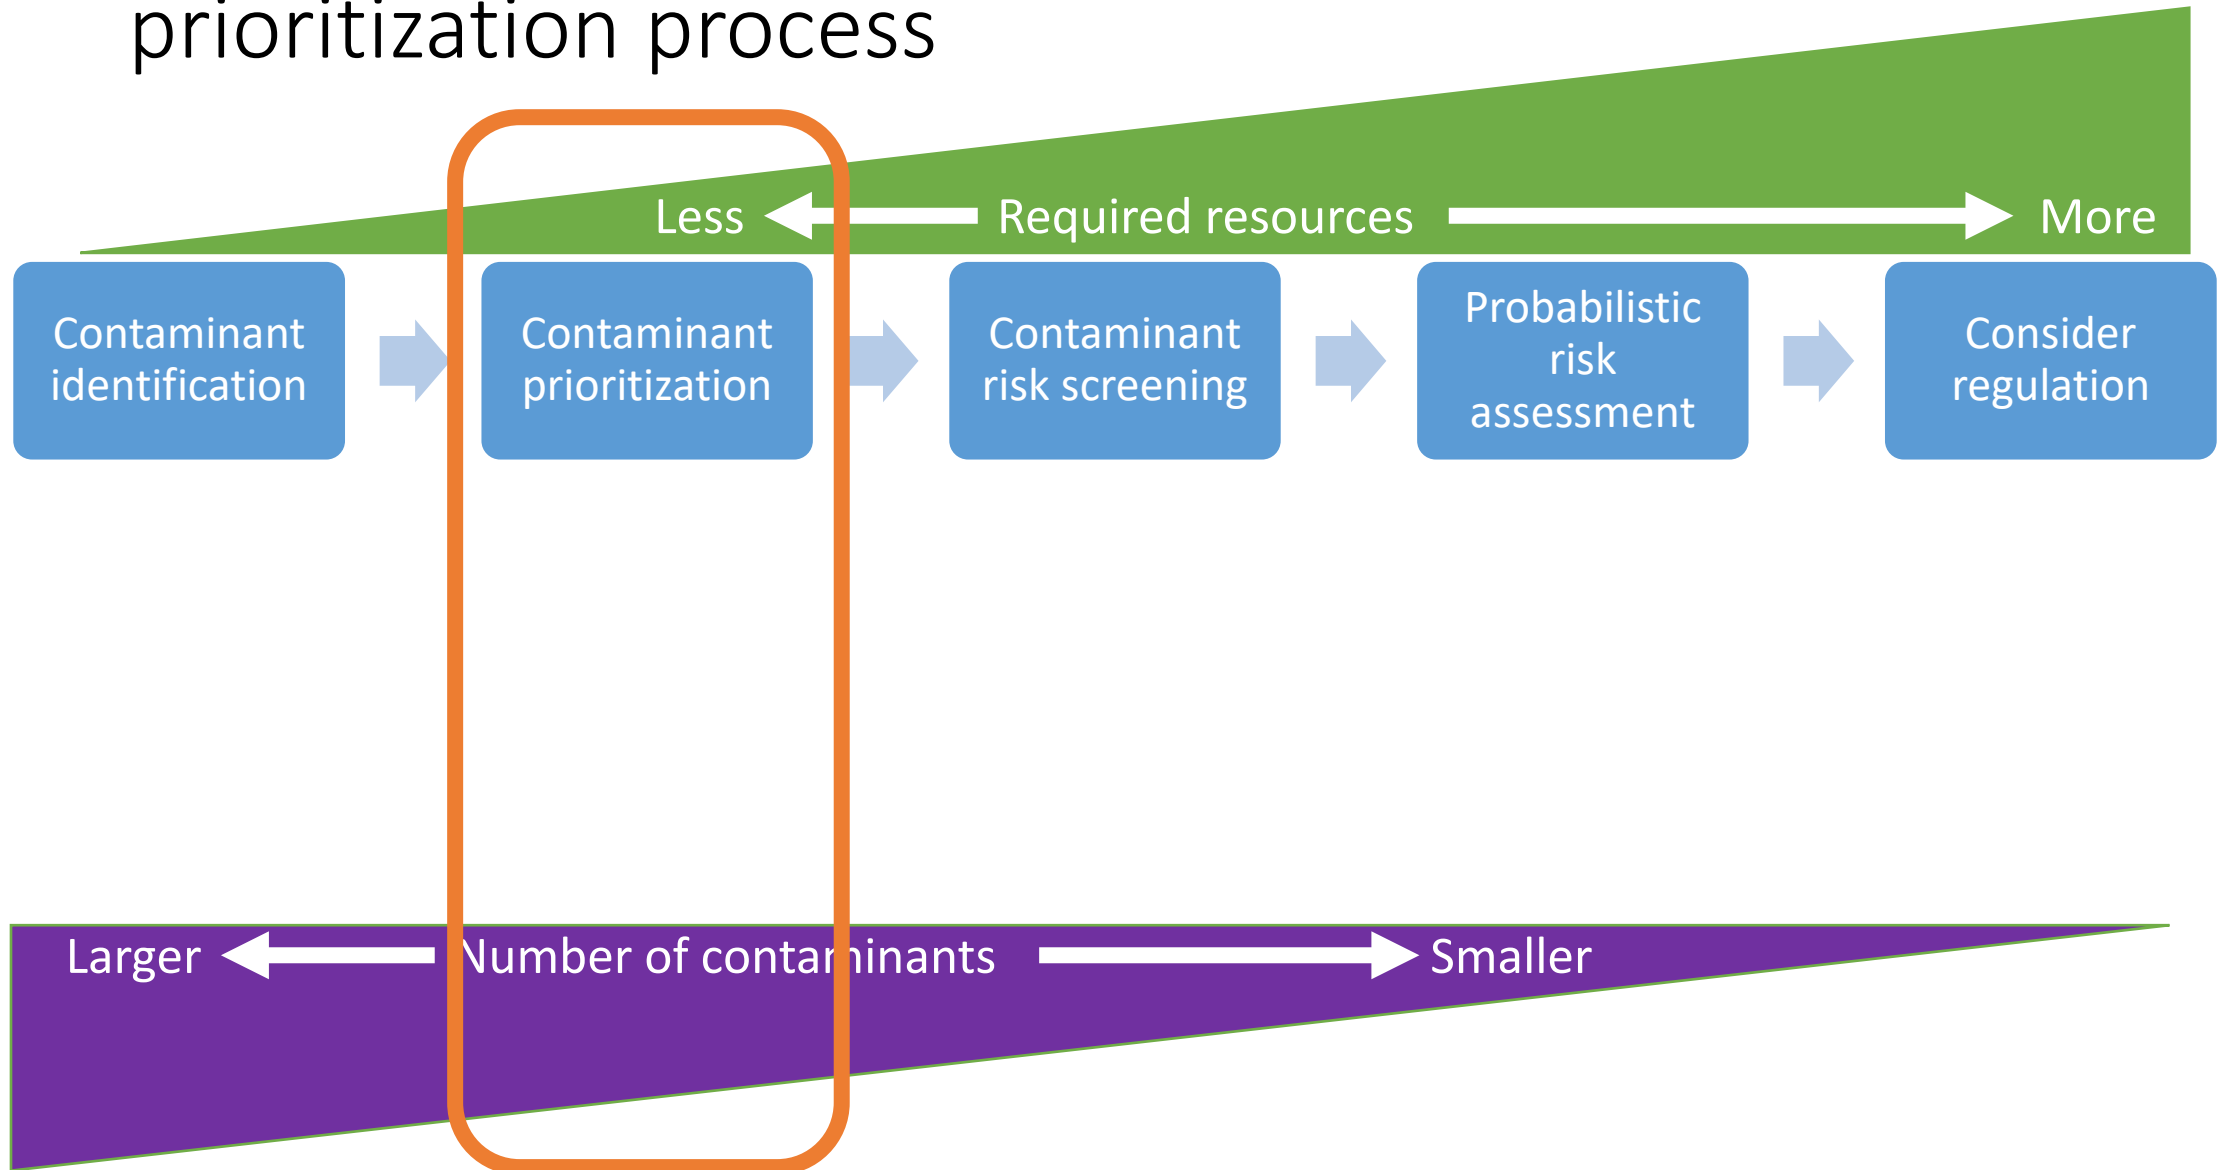 prioritization process
Less Required resources More
Contaminant
identification
Contaminant
prioritization
Contaminant
risk screening
Probabilistic
risk
assessment
Consider
regulation
Larger Number of contaminants Smaller